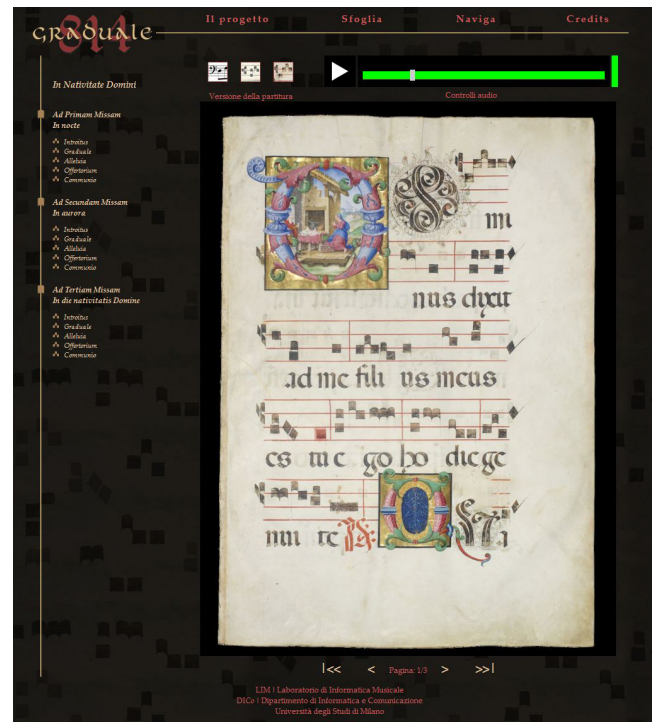 Il progetto Sfoglia Naviga Credits
GRADUALE 814
Versione della partitura Controlli audio
In Nativitate Domini
Ad Primam Missam
In nocte
Introitus
Graduale
Alleluia
Offertorium
Communio
Ad Secundam Missam
In aurora
Introitus
Graduale
Alleluia
Offertorium
Communio
Ad Tertiam Missam
In die nativitatis Domine
Introitus
Graduale
Alleluia
Offertorium
Communio
D
mi
nus dixit
ad me fili us meus
es tu e go ho die ge
nui te
|<< < Pagina: 1/3 > >>|
LIM | Laboratorio di Informatica Musicale
DICo | Dipartimento di Informatica e Comunicazione
Università degli Studi di Milano